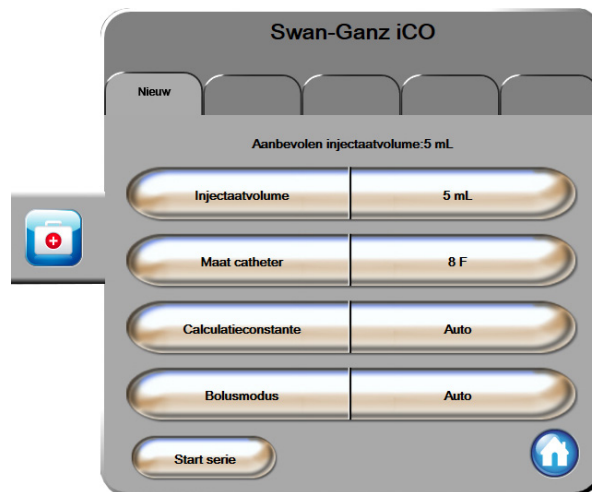 Swan-Ganz iCO
Nieuw
Aanbevolen injectaatvolume:5 mL
Injectaatvolume 5 mL
Maat catheter 8 F
Calculatieconstante Auto
Bolusmodus Auto
Start serie